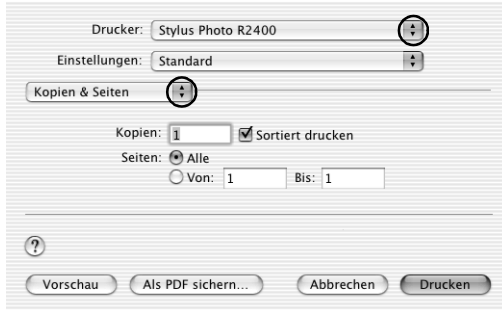 Drucker: Stylus Photo R2400
Einstellungen: Standard
Kopien & Seiten
Kopien: 1 Sortiert drucken
Seiten: Alle
Von: 1 Bis: 1
?
Vorschau Als PDF sichern... Abbrechen Drucken